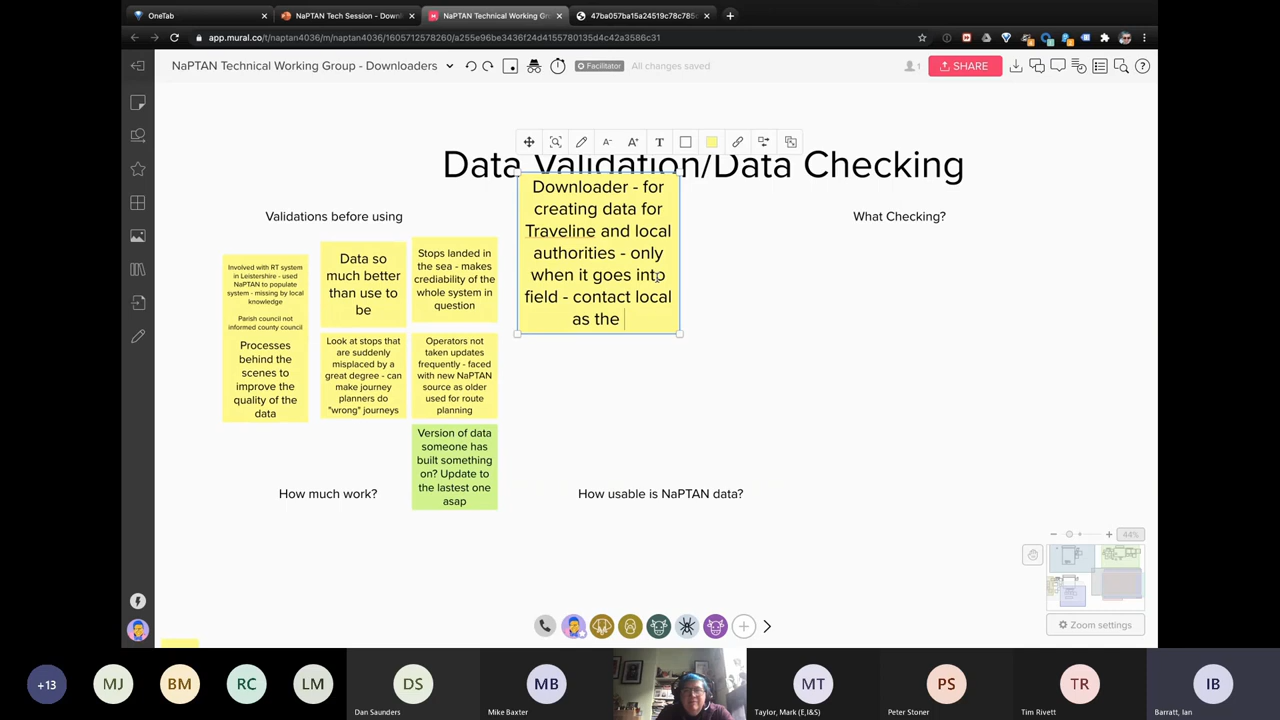 OneTab
NaPTAN Tech Session - Downl
NaPTAN Technical Working Gro
47ba057ba15a24519c78c785
app.mural.co/t/naptan4036/m/naptan4036/1605712578260/a255e96be3436f24d4155780135d4c42a3586c31
NaPTAN Technical Working Group - Downloaders
Facilitator
All changes saved
1
SHARE
Data Validation/Data Checking
Validations before using
What Checking?
Downloader - for
creating data for
Traveline and local
authorities - only
when it goes into
field - contact local
as the
Involved with RT system
in Leistershire - used
NaPTAN to populate
system - missing by local
knowledge
Parish council not
informed county council
Processes
behind the
scenes to
improve the
quality of the
data
Data so
much better
than use to
be
Stops landed in
the sea - makes
crediability of the
whole system in
question
Look at stops that
are suddenly
misplaced by a
great degree - can
make journey
planners do
"wrong" journeys
Operators not
taken updates
frequently - faced
with new NaPTAN
source as older
used for route
planning
Version of data
someone has
built something
on? Update to
the lastest one
asap
How much work?
How usable is NaPTAN data?
44%
Zoom settings
+13
MJ
BM
RC
LM
DS
Dan Saunders
MB
Mike Baxter
MT
Taylor, Mark (E,I&S)
PS
Peter Stoner
TR
Tim Rivett
IB
Barratt, Ian